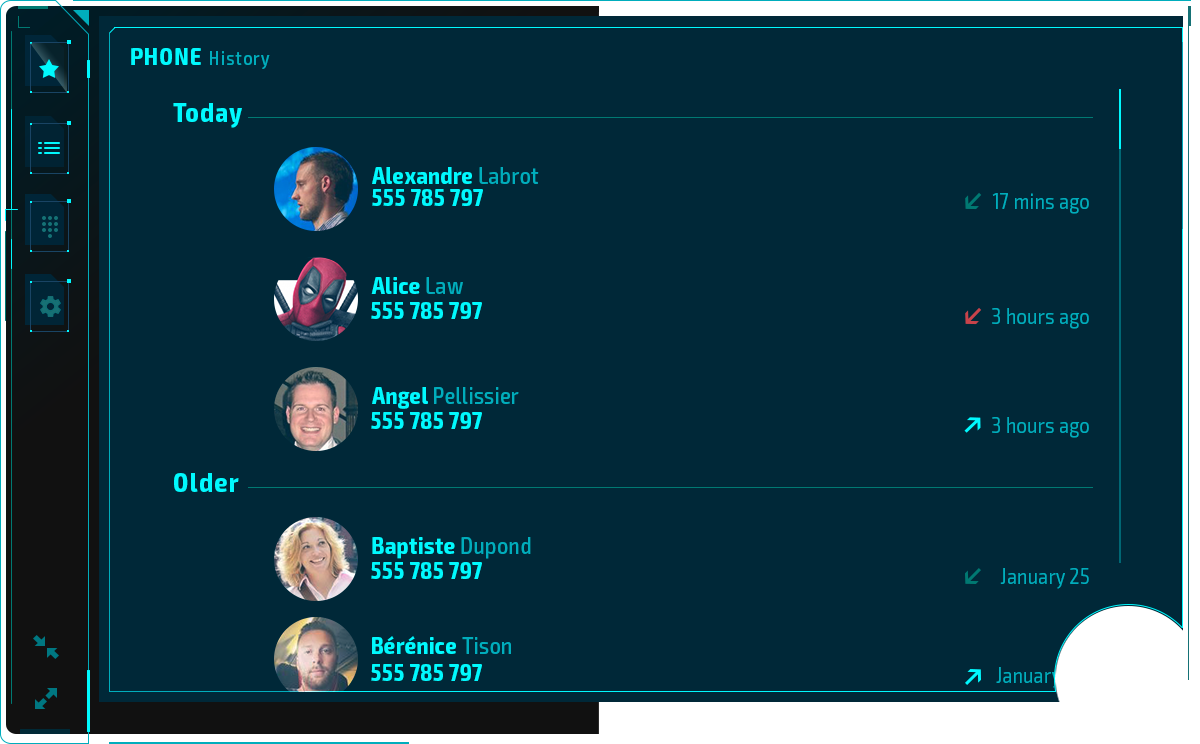 PHONE History
Today
Alexandre Labrot
555 785 797
17 mins ago
Alice Law
555 785 797
3 hours ago
Angel Pellissier
555 785 797
3 hours ago
Older
Baptiste Dupond
555 785 797
January 25
Bérénice Tison
555 785 797
January